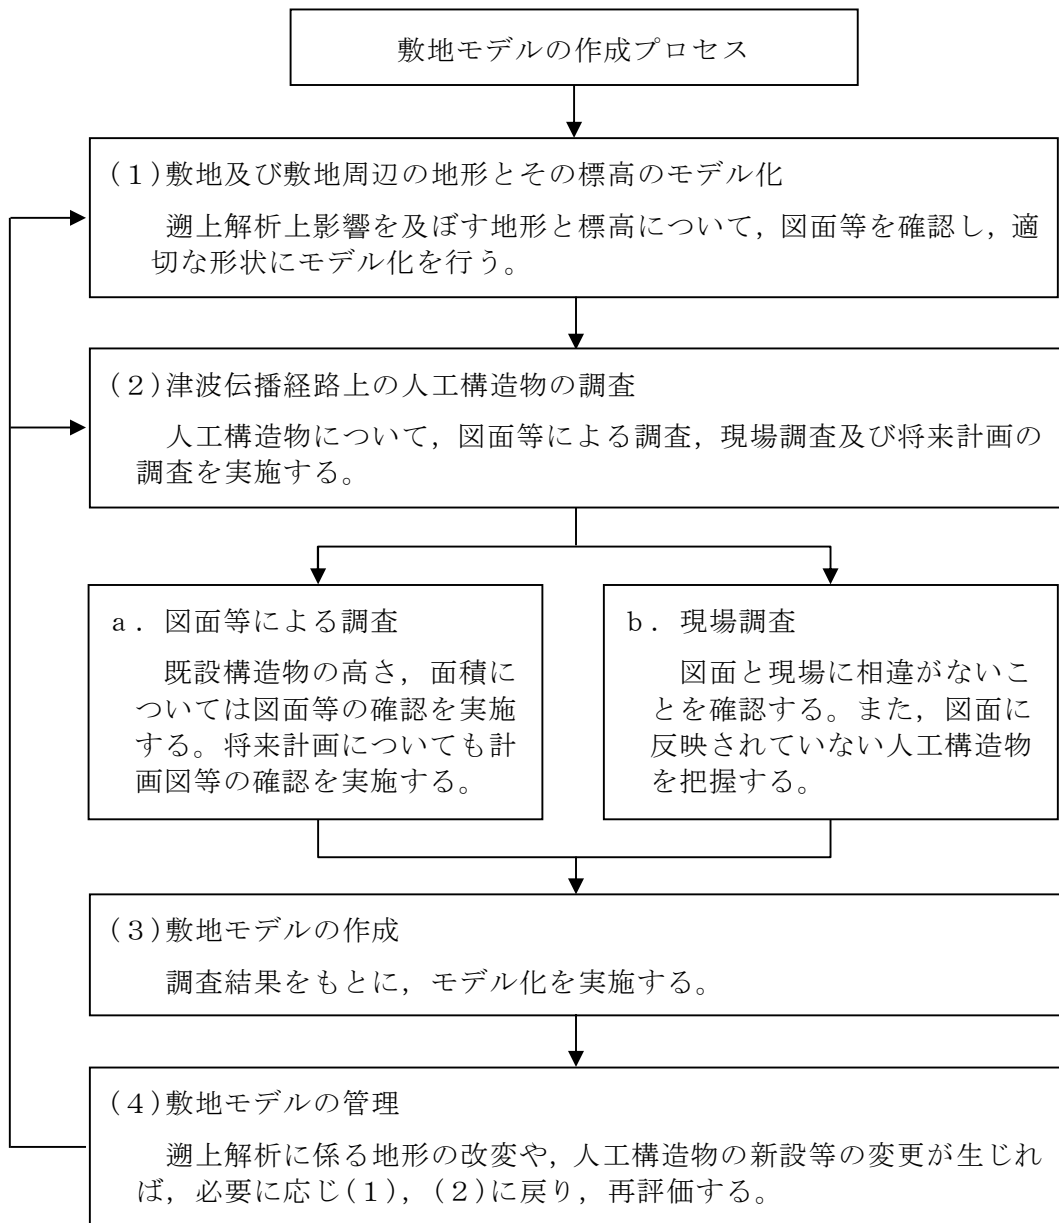 敷地モデルの作成プロセス
(1)敷地及び敷地周辺の地形とその標高のモデル化
遡上解析上影響を及ぼす地形と標高について,図面等を確認し,適
切な形状にモデル化を行う。
(2)津波伝播経路上の人工構造物の調査
人工構造物について,図面等による調査,現場調査及び将来計画の
調査を実施する。
a.図面等による調査
既設構造物の高さ,面積に
ついては図面等の確認を実施
する。将来計画についても計
画図等の確認を実施する。
b.現場調査
図面と現場に相違がないこ
とを確認する。また,図面に
反映されていない人工構造物
を把握する。
(3)敷地モデルの作成
調査結果をもとに,モデル化を実施する。
(4)敷地モデルの管理
遡上解析に係る地形の改変や,人工構造物の新設等の変更が生じれ
ば,必要に応じ(1),(2)に戻り,再評価する。